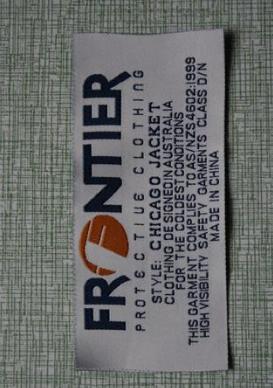 FRONTIER
PROTECTIVE CLOTHING
STYLE: CHICAGO JACKET
CLOTHING DESIGNED IN AUSTRALIA
FOR THE COLDEST CONDITIONS
THIS GARMENT COMPLIES TO AS/NZS 4602:1999
HIGH VISIBILITY SAFETY GARMENTS CLASS D/N
MADE IN CHINA